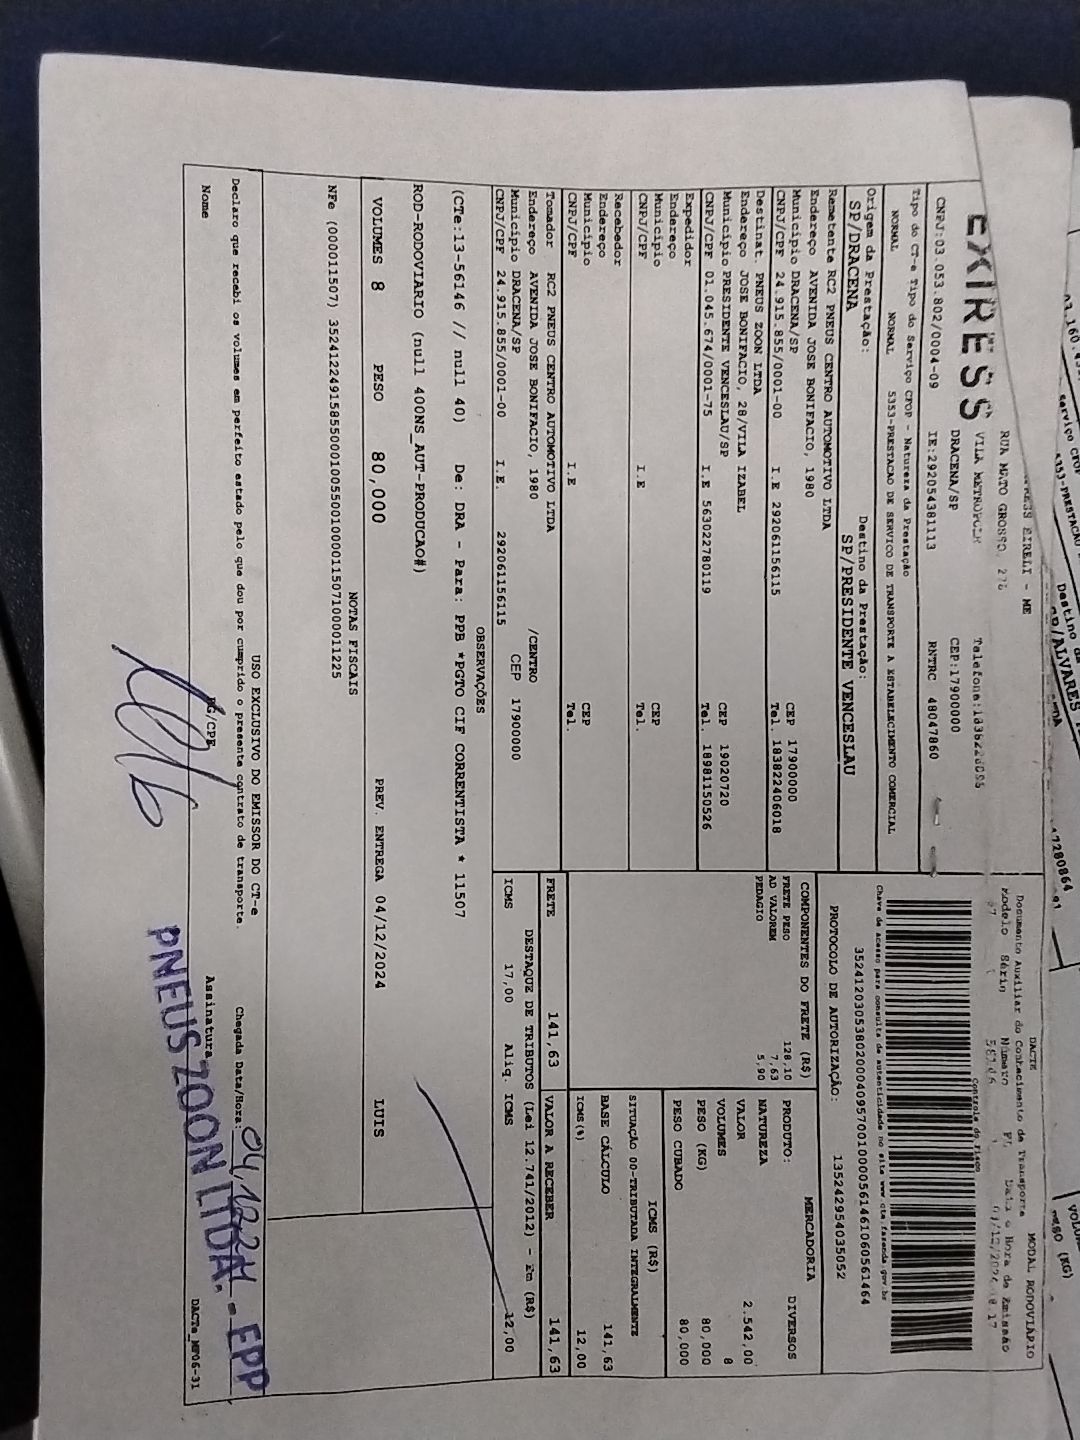 EXPRESS
RESS EIRELI - ME
RUA MATO GROSSO, 276
VILA METROPOLE
DRACENA/SP
CEP:17900000
CNPJ:03.053.802/0004-09 IE:292054381113 RNTRC 48047860
Tipo do CT-e Tipo do Serviço CFOP - Natureza da Prestação
NORMAL NORMAL 5353-PRESTACAO DE SERVICO DE TRANSPORTE A ESTABELECIMENTO COMERCIAL
Origem da Prestação: Destino da Prestação:
SP/DRACENA SP/PRESIDENTE VENCESLAU
Remetente RC2 PNEUS CENTRO AUTOMOTIVO LTDA
Endereço AVENIDA JOSE BONIFACIO, 1980
Município DRACENA/SP CEP 17900000
CNPJ/CPF 24.915.855/0001-00 I.E 292061156115 Tel. 183822406018
Destinat. PNEUS ZOON LTDA
Endereço JOSE BONIFACIO, 28/VILA IZABEL
Município PRESIDENTE VENCESLAU/SP CEP 19020720
CNPJ/CPF 01.045.674/0001-75 I.E 563022780119 Tel. 18981150526
Expedidor
Endereço
Município CEP
CNPJ/CPF I.E Tel.
Recebedor
Endereço
Município CEP
CNPJ/CPF I.E Tel.
Tomador RC2 PNEUS CENTRO AUTOMOTIVO LTDA
Endereço AVENIDA JOSE BONIFACIO, 1980 /CENTRO
Município DRACENA/SP CEP 17900000
CNPJ/CPF 24.915.855/0001-00 I.E. 292061156115
DACTE MODAL RODOVIÁRIO
Documento Auxiliar do Conhecimento de Transporte
Modelo Série Número FL Data e Hora de Emissão
Controle do Fisco
Chave de acesso para consulta de autenticidade no site www.cte.fazenda.gov.br
35241203053802000409570010000561461060561464
PROTOCOLO DE AUTORIZAÇÃO: 135242954035052
COMPONENTES DO FRETE (R$)
FRETE PESO 128,10
AD VALOREM 7,63
PEDAGIO 5,90
MERCADORIA
PRODUTO: DIVERSOS
NATUREZA
VALOR 2.542,00
VOLUMES 8
PESO (KG) 80,000
PESO CUBADO 80,000
ICMS (R$)
SITUAÇÃO 00-TRIBUTADA INTEGRALMENTE
BASE CÁLCULO 141,63
ICMS(%) 12,00
FRETE 141,63 VALOR A RECEBER 141,63
DESTAQUE DE TRIBUTOS (Lei 12.741/2012) - Em (R$)
ICMS 17,00 Aliq. ICMS 12,00
OBSERVAÇÕES
(CTe:13-56146 // null 40) De: DRA - Para: PPB *PGTO CIF CORRENTISTA * 11507
ROD-RODOVIARIO (null 400NS_AUT-PRODUCAO#)
VOLUMES 8 PESO 80,000 PREV. ENTREGA 04/12/2024 LUIS
NOTAS FISCAIS
NFe (000011507) 35241224915855000100550010000115071000011225
USO EXCLUSIVO DO EMISSOR DO CT-e
Declaro que recebi os volumes em perfeito estado pelo que dou por cumprido o presente contrato de transporte. Chegada Data/Hora: 04,12,24
Nome RG/CPF Assinatura
PNEUS ZOON LTDA. - EPP
DACTe_MP06-31